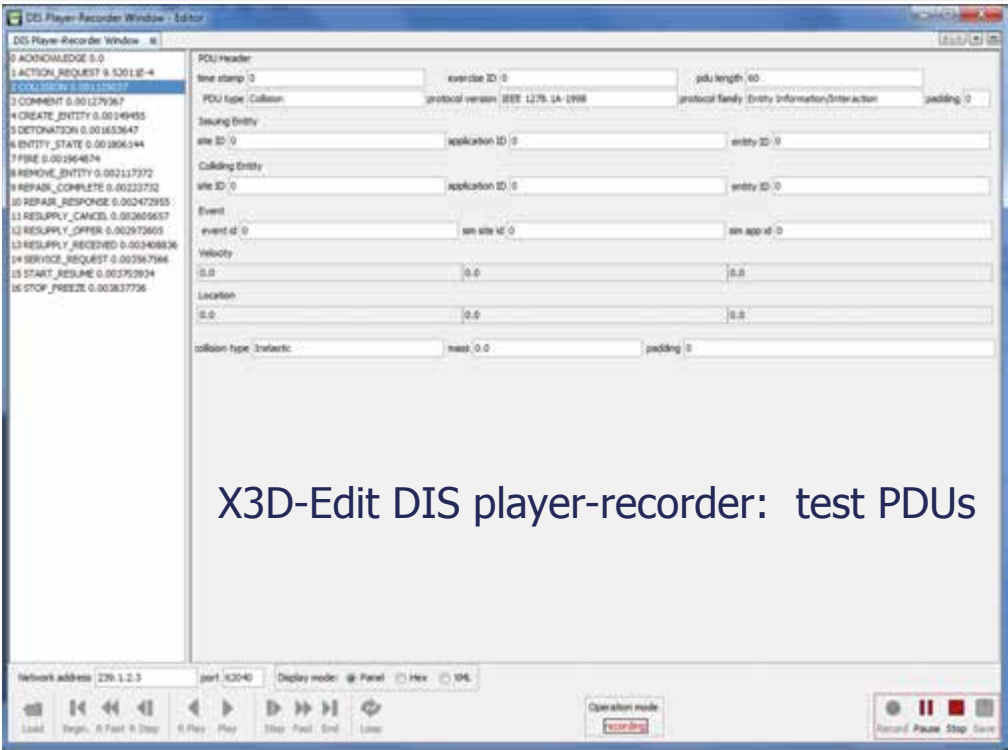 DIS Player-Recorder Window - Editor
DIS Player-Recorder Window
0 ACKNOWLEDGE 0.0
1 ACTION_REQUEST 9.52011E-4
2 COLLISION 0.001129037
3 COMMENT 0.001279367
4 CREATE_ENTITY 0.00149455
5 DETONATION 0.001653647
6 ENTITY_STATE 0.001806144
7 FIRE 0.001964674
8 REMOVE_ENTITY 0.002117372
9 REPAIR_COMPLETE 0.00223732
10 REPAIR_RESPONSE 0.002472955
11 RESUPPLY_CANCEL 0.002609657
12 RESUPPLY_OFFER 0.002973605
13 RESUPPLY_RECEIVED 0.003408836
14 SERVICE_REQUEST 0.003567566
15 START_RESUME 0.003703934
16 STOP_FREEZE 0.003837736
PDU Header
time stamp 0 exercise ID 0 pdu length 60
PDU type Collision protocol version IEEE 1278.1A-1998 protocol family Entity Information/Interaction padding 0
Issuing Entity
site ID 0 application ID 0 entity ID 0
Colliding Entity
site ID 0 application ID 0 entity ID 0
Event
event id 0 sim site id 0 sim app id 0
Velocity
0.0 0.0 0.0
Location
0.0 0.0 0.0
collision type Inelastic mass 0.0 padding 0
X3D-Edit DIS player-recorder: test PDUs
Network address 239.1.2.3 port 62040 Display mode: Panel Hex XML
Operation mode
recording
Load Begin. R Fast R Step R Play Play Step Fast End Loop Record Pause Stop Save